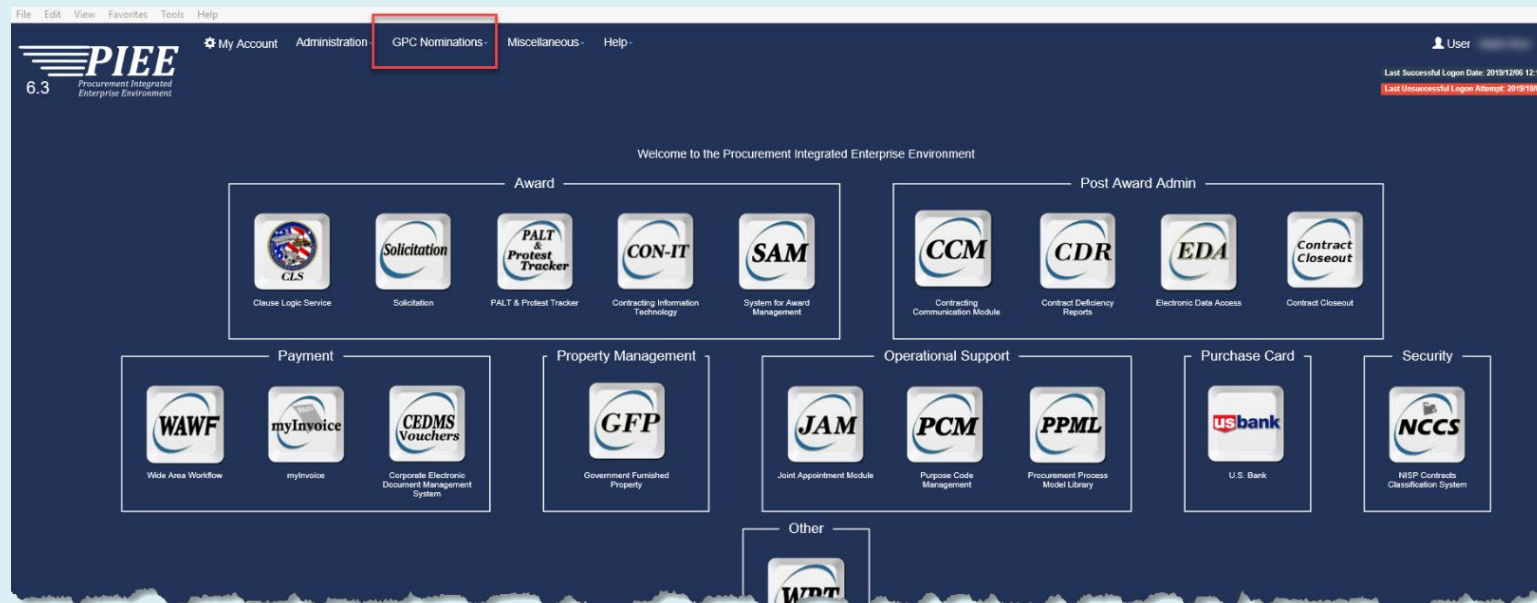 File Edit View Favorites Tools Help
My Account Administration GPC Nominations Miscellaneous Help
User
PIEE
6.3
Procurement Integrated
Enterprise Environment
Last Successful Logon Date: 2019/12/06 12:
Last Unsuccessful Logon Attempt: 2019/10/
Welcome to the Procurement Integrated Enterprise Environment
Award
CLS
Clause Logic Service
Solicitation
Solicitation
PALT
&
Protest
Tracker
PALT & Protest Tracker
CON-IT
Contracting Information
Technology
SAM
System for Award
Management
Post Award Admin
CCM
Contracting
Communication Module
CDR
Contract Deficiency
Reports
EDA
Electronic Data Access
Contract
Closeout
Contract Closeout
Payment
WAWF
Wide Area Workflow
myInvoice
myInvoice
CEDMS
Vouchers
Corporate Electronic
Document Management
System
Property Management
GFP
Government Furnished
Property
Operational Support
JAM
Joint Appointment Module
PCM
Purpose Code
Management
PPML
Procurement Process
Model Library
Purchase Card
usbank
U.S. Bank
Security
NCCS
NISP Contracts
Classification System
Other
WRT